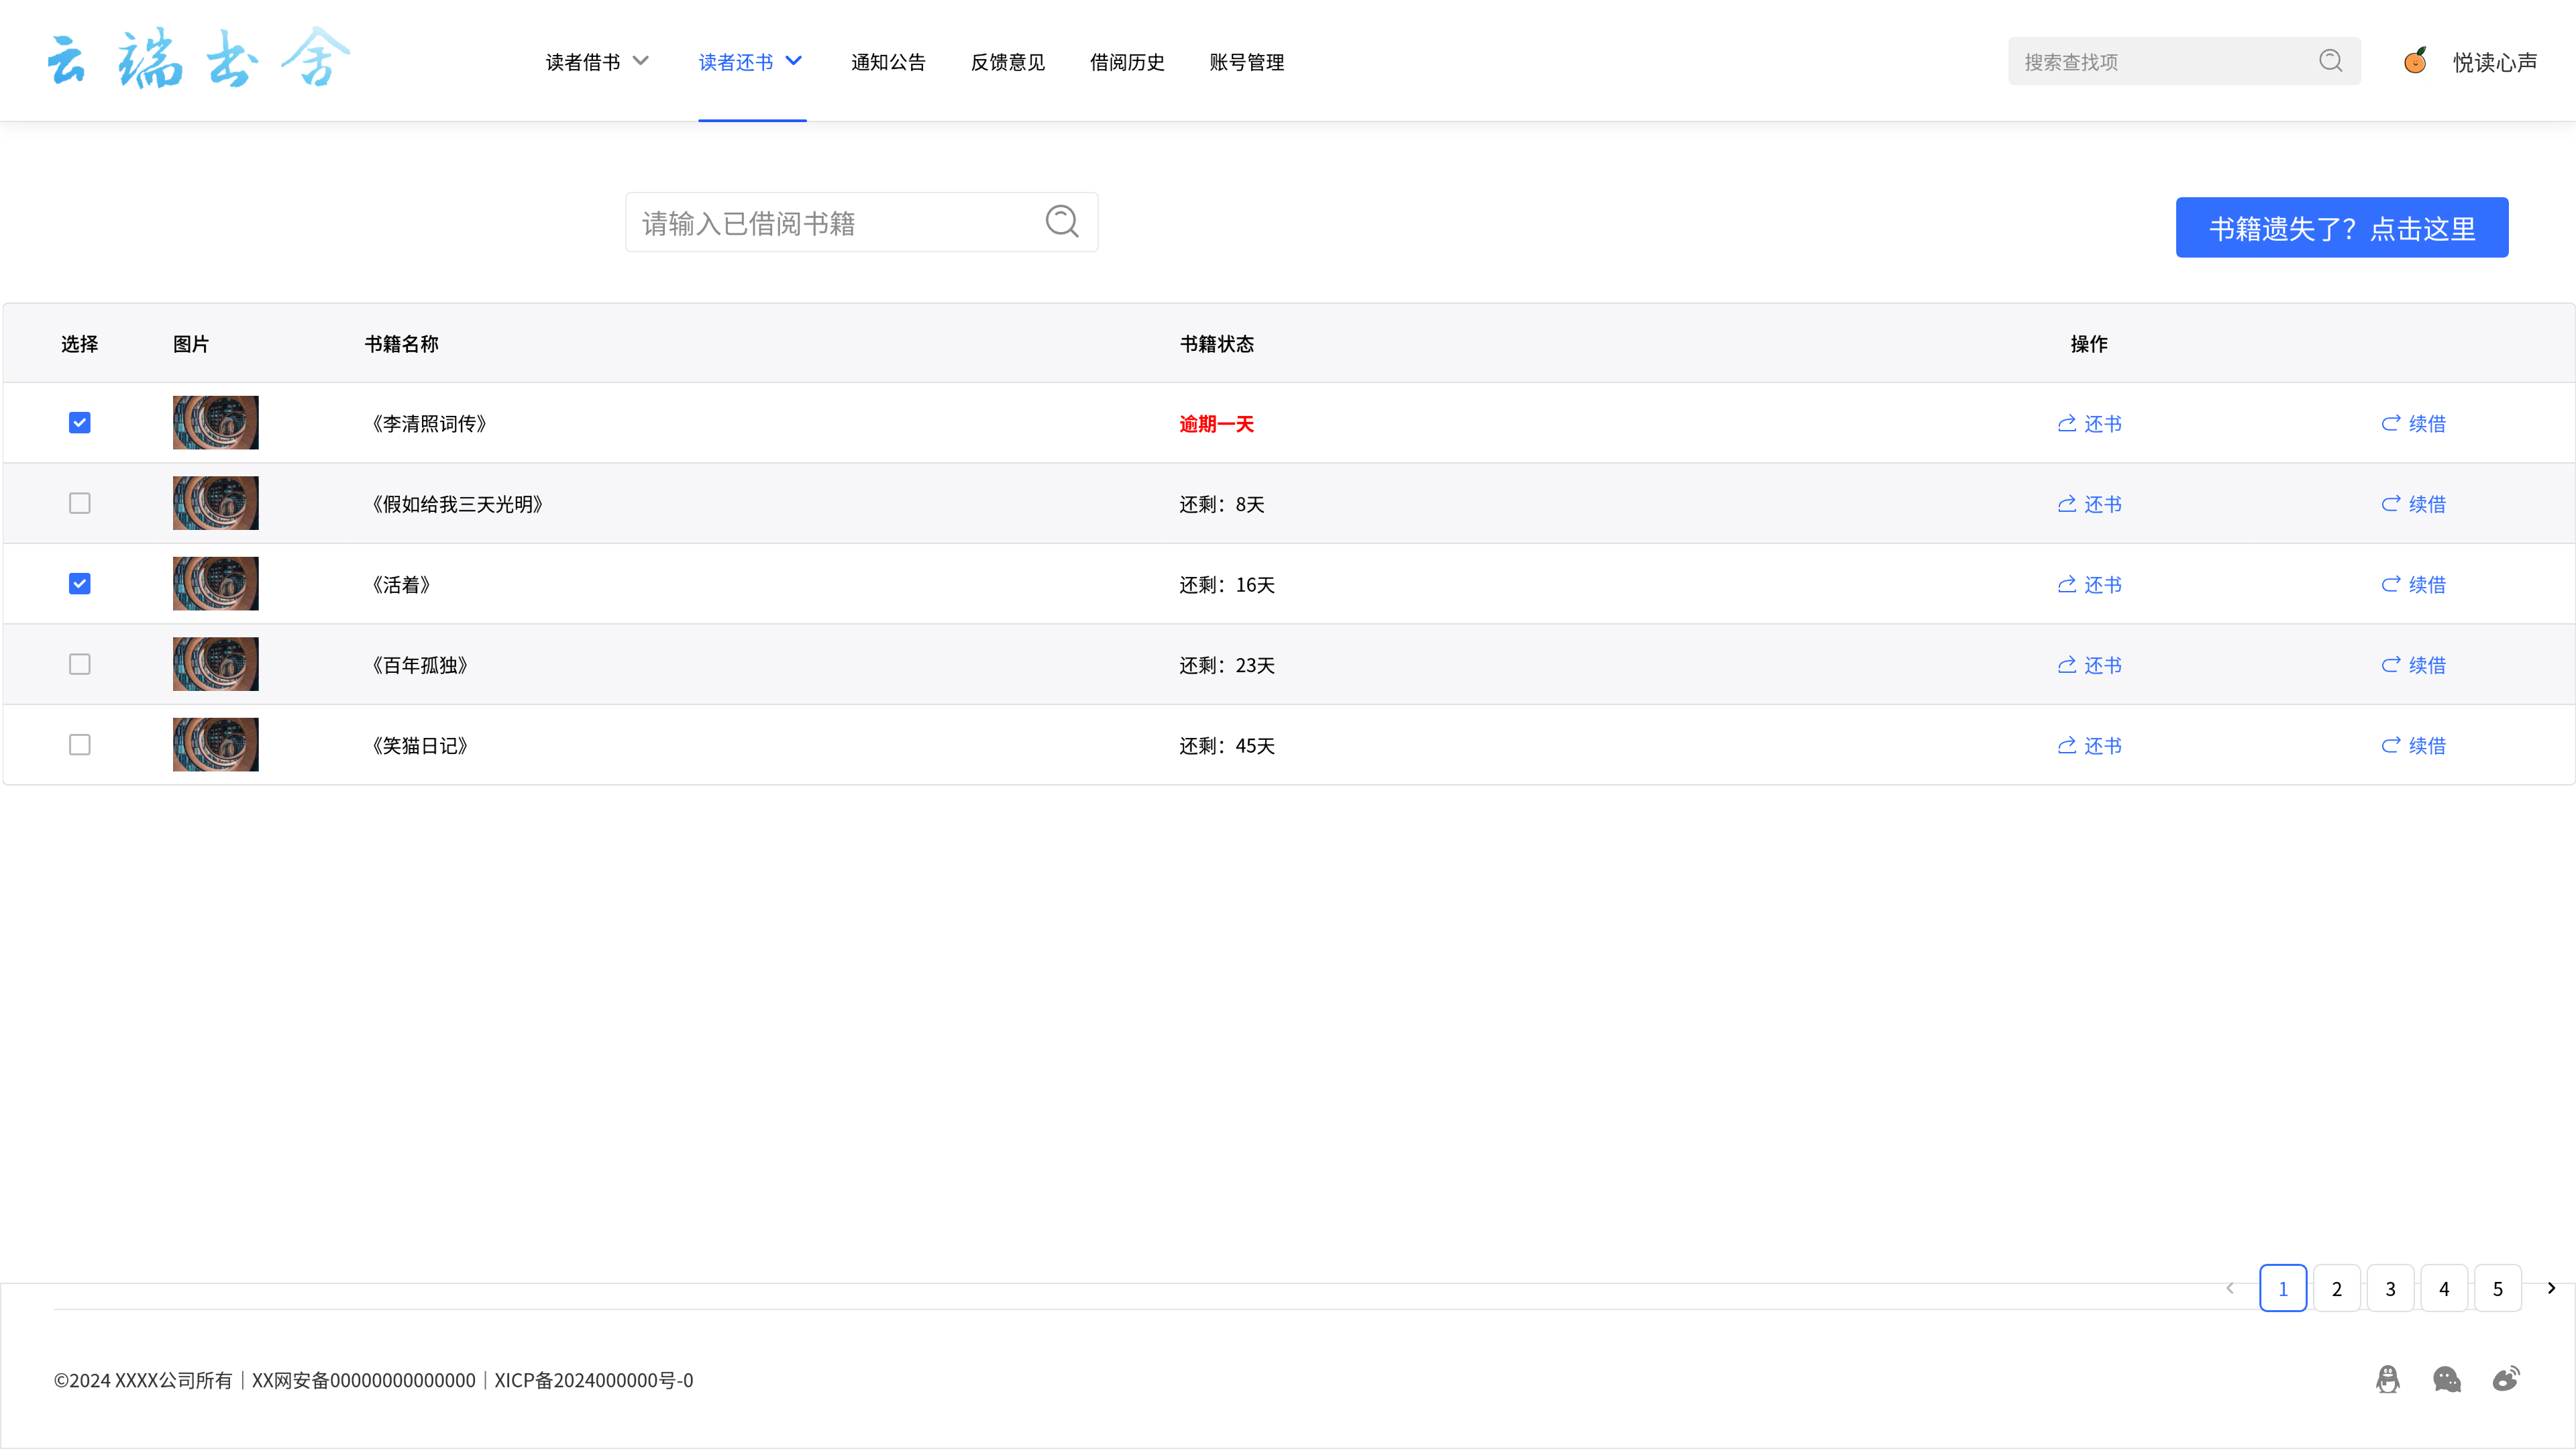 云端书舍
读者借书 读者还书 通知公告 反馈意见 借阅历史 账号管理 搜索查找项 悦读心声
请输入已借阅书籍 书籍遗失了？点击这里
选择 图片 书籍名称 书籍状态 操作
《李清照词传》 逾期一天 还书 续借
《假如给我三天光明》 还剩：8天 还书 续借
《活着》 还剩：16天 还书 续借
《百年孤独》 还剩：23天 还书 续借
《笑猫日记》 还剩：45天 还书 续借
1 2 3 4 5
©2024 XXXX公司所有｜XX网安备00000000000000｜XICP备2024000000号-0